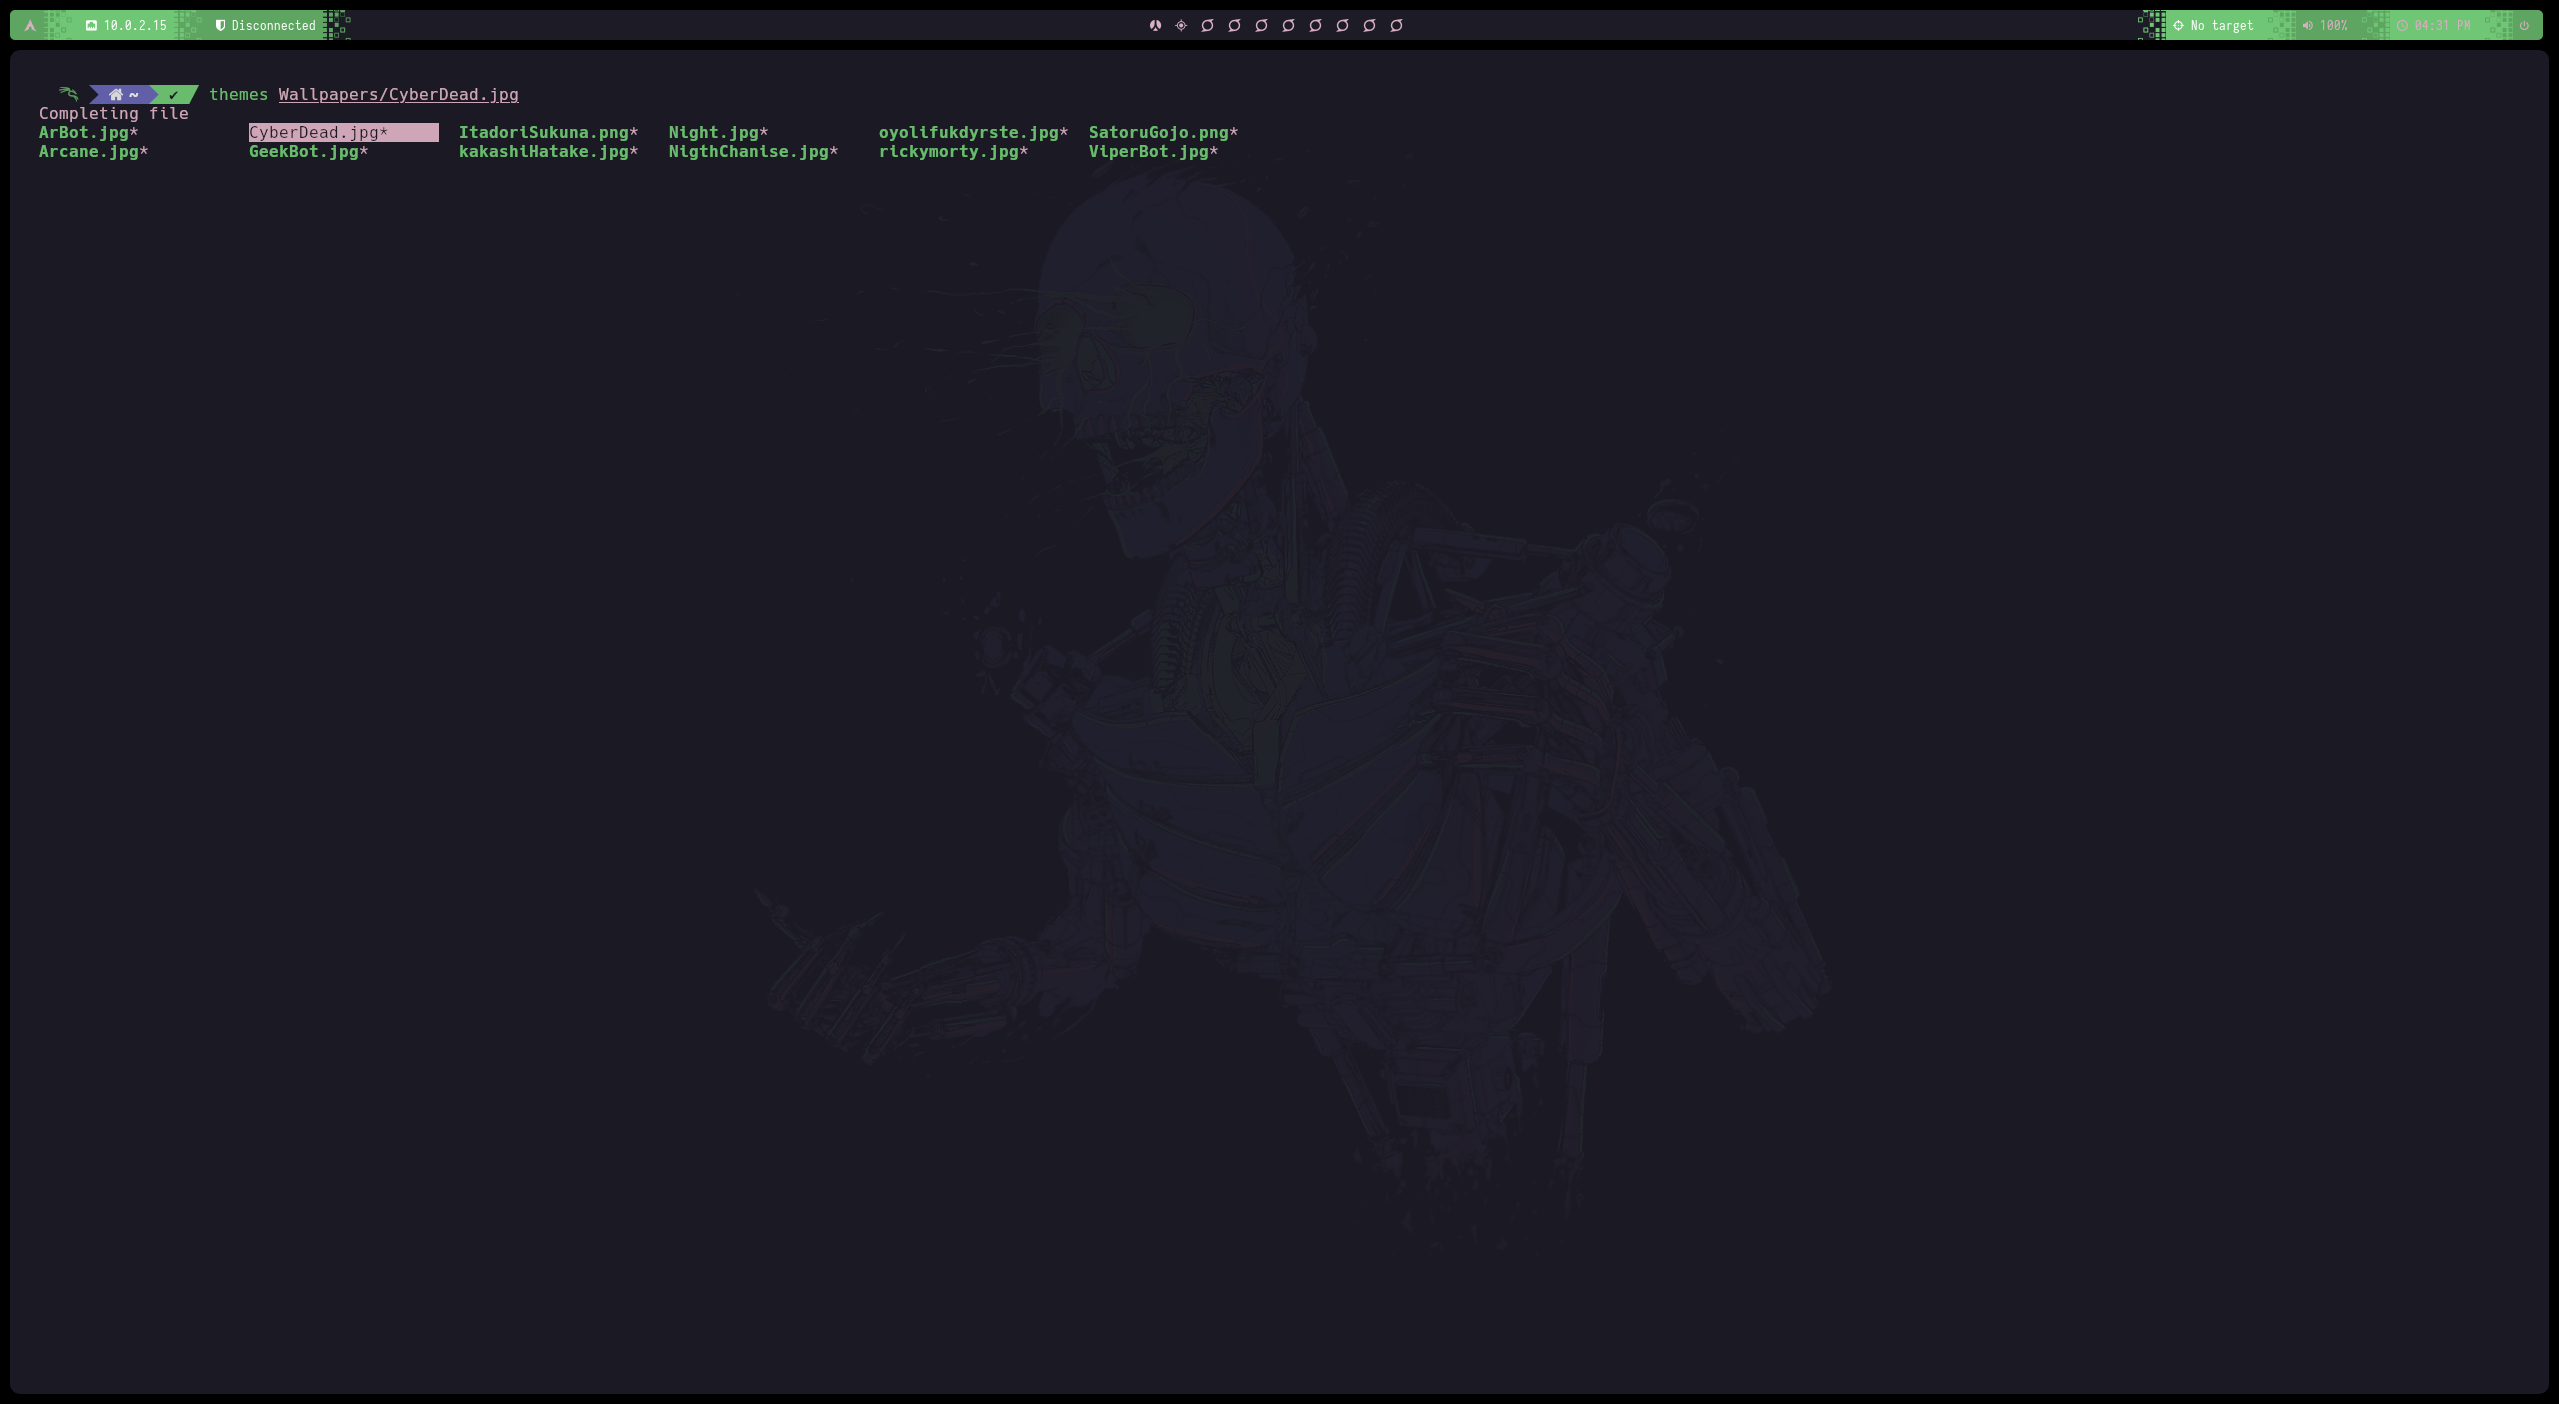 10.0.2.15 Disconnected No target 100% 04:31 PM
~ ✔ themes Wallpapers/CyberDead.jpg
Completing file
ArBot.jpg* CyberDead.jpg* ItadoriSukuna.png* Night.jpg* oyolifukdyrste.jpg* SatoruGojo.png*
Arcane.jpg* GeekBot.jpg* kakashiHatake.jpg* NigthChanise.jpg* rickymorty.jpg* ViperBot.jpg*